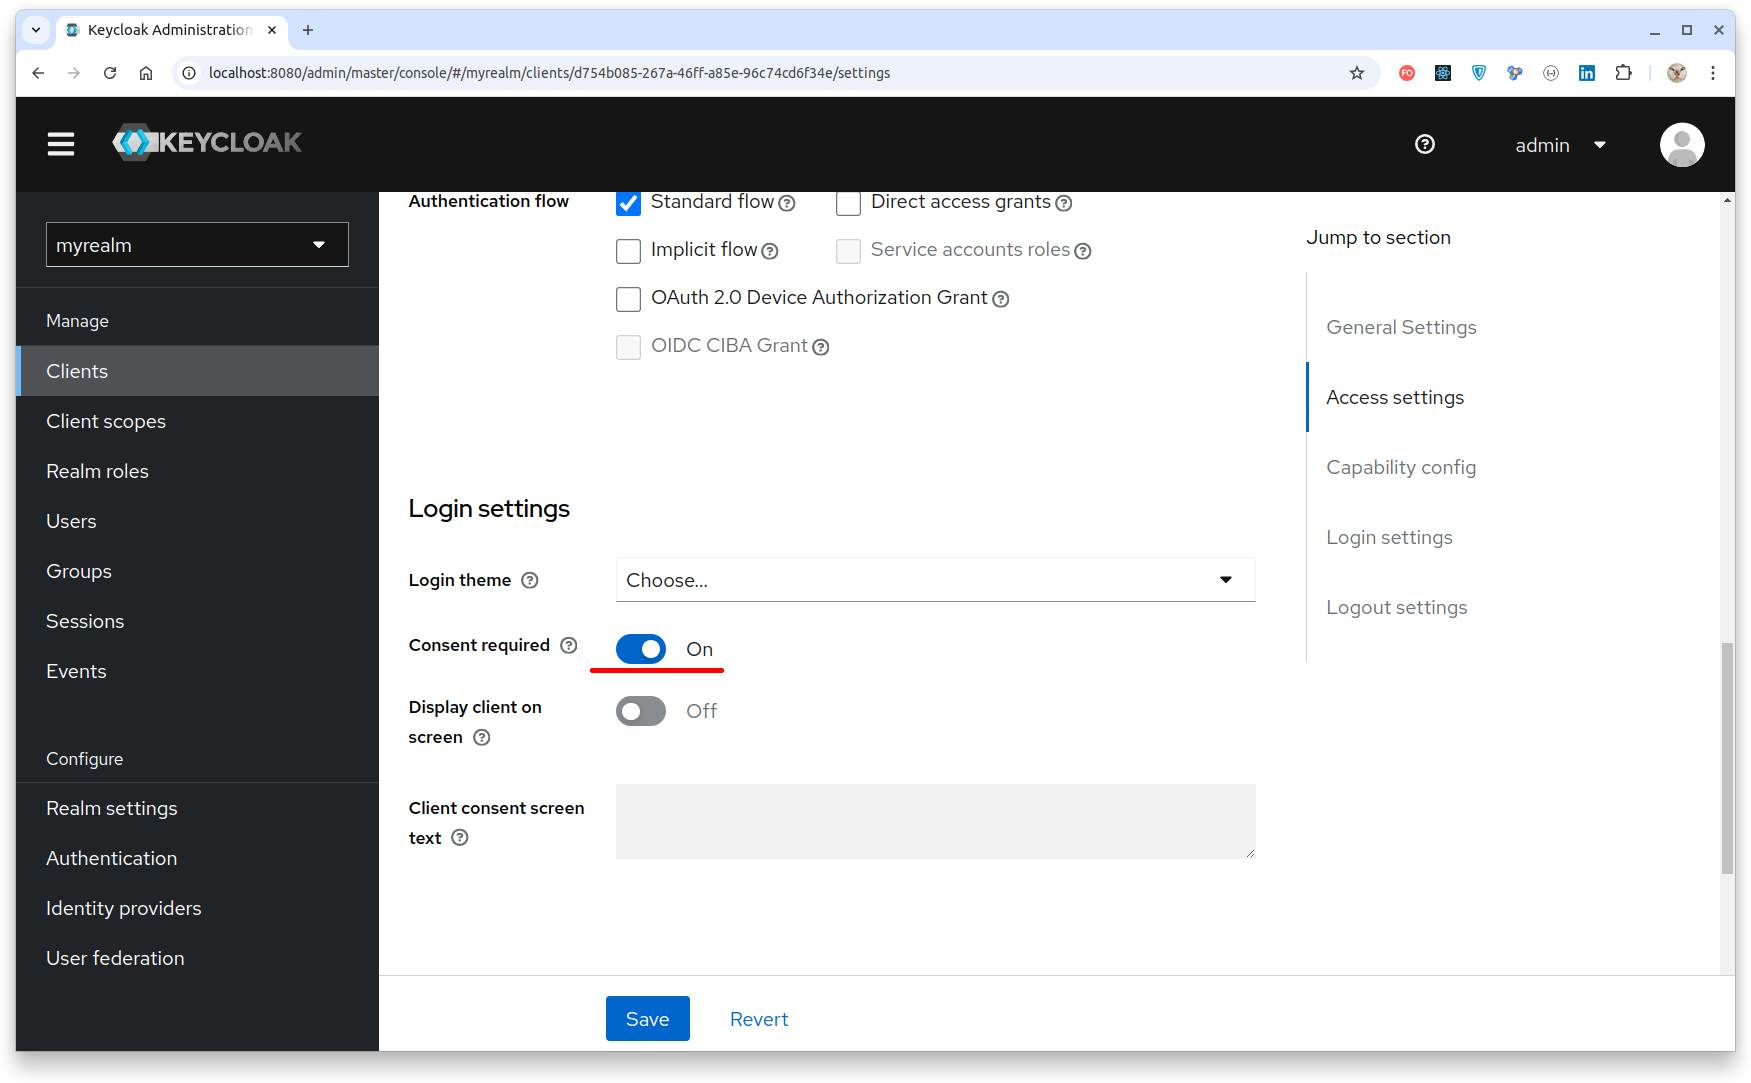 Keycloak Administration
localhost:8080/admin/master/console/#/myrealm/clients/d754b085-267a-46ff-a85e-96c74cd6f34e/settings
FO
in
KEYCLOAK
admin
myrealm
Manage
Clients
Client scopes
Realm roles
Users
Groups
Sessions
Events
Configure
Realm settings
Authentication
Identity providers
User federation
Authentication flow
Standard flow
Direct access grants
Implicit flow
Service accounts roles
OAuth 2.0 Device Authorization Grant
OIDC CIBA Grant
Login settings
Login theme
Choose...
Consent required
On
Display client on
screen
Off
Client consent screen
text
Save
Revert
Jump to section
General Settings
Access settings
Capability config
Login settings
Logout settings